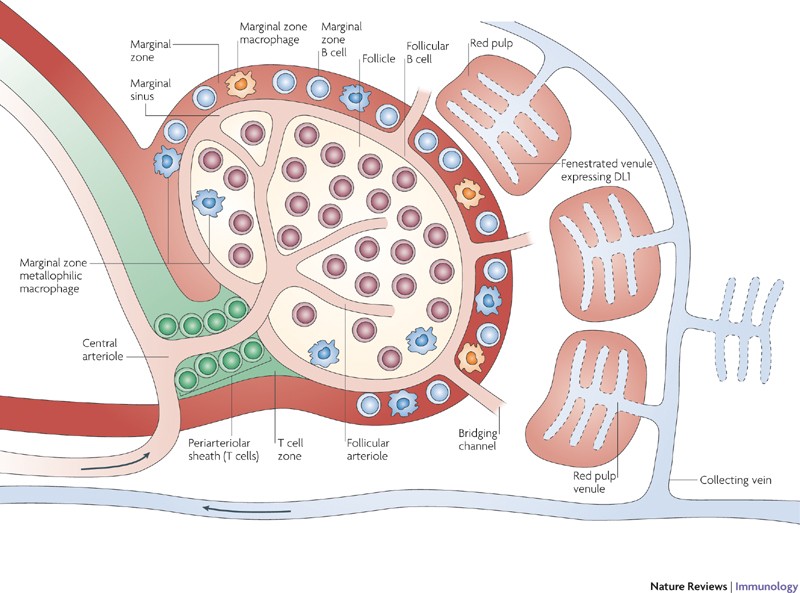 Marginal
zone
Marginal zone
macrophage
Marginal
zone
B cell
Follicle
Follicular
B cell
Red pulp
Marginal
sinus
Fenestrated venule
expressing DL1
Marginal zone
metallophilic
macrophage
Central
arteriole
Periarteriolar
sheath (T cells)
T cell
zone
Follicular
arteriole
Bridging
channel
Red pulp
venule
Collecting vein
Nature Reviews | Immunology